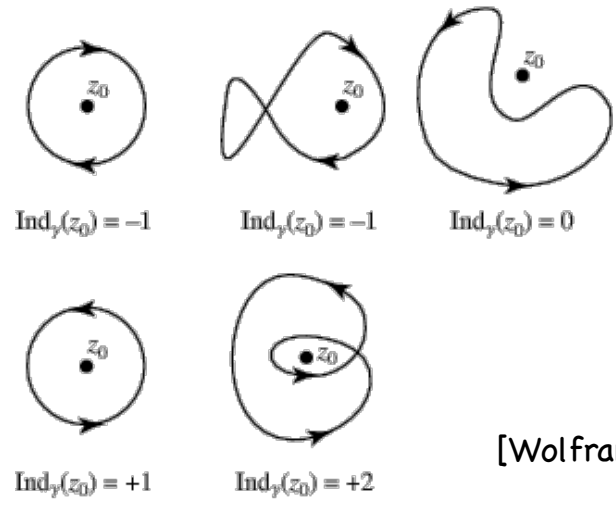 z₀
z₀
z₀
Indᵧ(z₀) = –1
Indᵧ(z₀) = –1
Indᵧ(z₀) = 0
z₀
z₀
[Wolfra
Indᵧ(z₀) = +1
Indᵧ(z₀) = +2